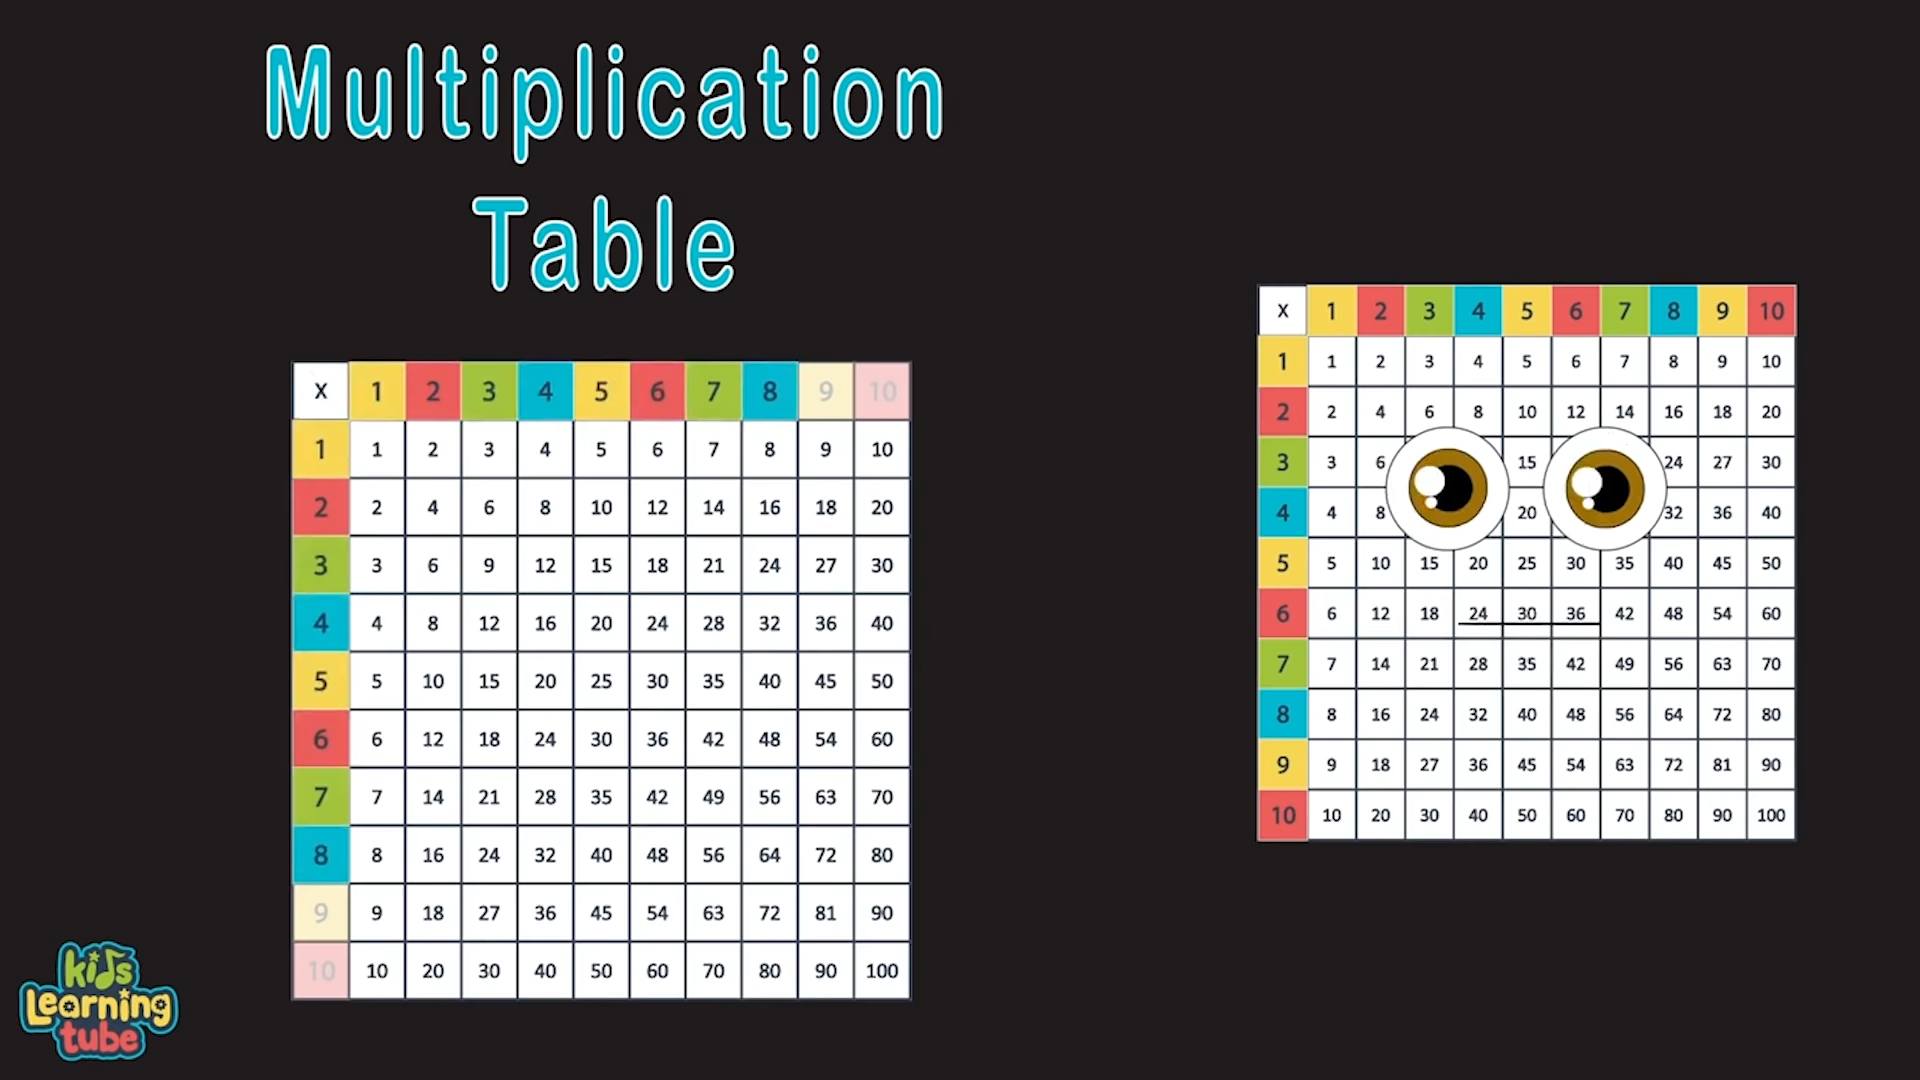 Multiplication
Table
X 1 2 3 4 5 6 7 8 9 10
1 1 2 3 4 5 6 7 8 9 10
2 2 4 6 8 10 12 14 16 18 20
3 3 6 9 12 15 18 21 24 27 30
4 4 8 12 16 20 24 28 32 36 40
5 5 10 15 20 25 30 35 40 45 50
6 6 12 18 24 30 36 42 48 54 60
7 7 14 21 28 35 42 49 56 63 70
8 8 16 24 32 40 48 56 64 72 80
9 9 18 27 36 45 54 63 72 81 90
10 10 20 30 40 50 60 70 80 90 100
X 1 2 3 4 5 6 7 8 9 10
1 1 2 3 4 5 6 7 8 9 10
2 2 4 6 8 10 12 14 16 18 20
3 3 6 15 24 27 30
4 4 8 20 32 36 40
5 5 10 15 20 25 30 35 40 45 50
6 6 12 18 24 30 36 42 48 54 60
7 7 14 21 28 35 42 49 56 63 70
8 8 16 24 32 40 48 56 64 72 80
9 9 18 27 36 45 54 63 72 81 90
10 10 20 30 40 50 60 70 80 90 100
kids
Learning
tube